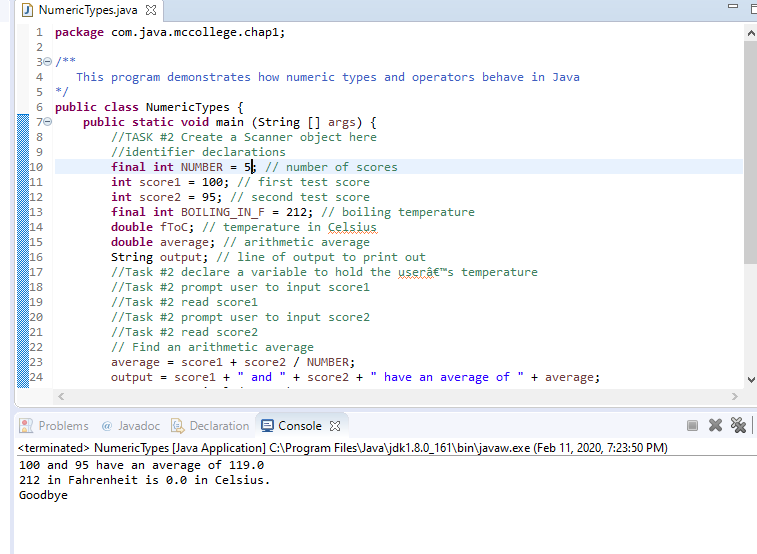 NumericTypes.java
1 package com.java.mccollege.chap1;
2
3 /**
4 This program demonstrates how numeric types and operators behave in Java
5 */
6 public class NumericTypes {
7 public static void main (String [] args) {
8 //TASK #2 Create a Scanner object here
9 //identifier declarations
10 final int NUMBER = 5; // number of scores
11 int score1 = 100; // first test score
12 int score2 = 95; // second test score
13 final int BOILING_IN_F = 212; // boiling temperature
14 double fToC; // temperature in Celsius
15 double average; // arithmetic average
16 String output; // line of output to print out
17 //Task #2 declare a variable to hold the userâ€™s temperature
18 //Task #2 prompt user to input score1
19 //Task #2 read score1
20 //Task #2 prompt user to input score2
21 //Task #2 read score2
22 // Find an arithmetic average
23 average = score1 + score2 / NUMBER;
24 output = score1 + " and " + score2 + " have an average of " + average;
Problems @ Javadoc Declaration Console
<terminated> NumericTypes [Java Application] C:\Program Files\Java\jdk1.8.0_161\bin\javaw.exe (Feb 11, 2020, 7:23:50 PM)
100 and 95 have an average of 119.0
212 in Fahrenheit is 0.0 in Celsius.
Goodbye